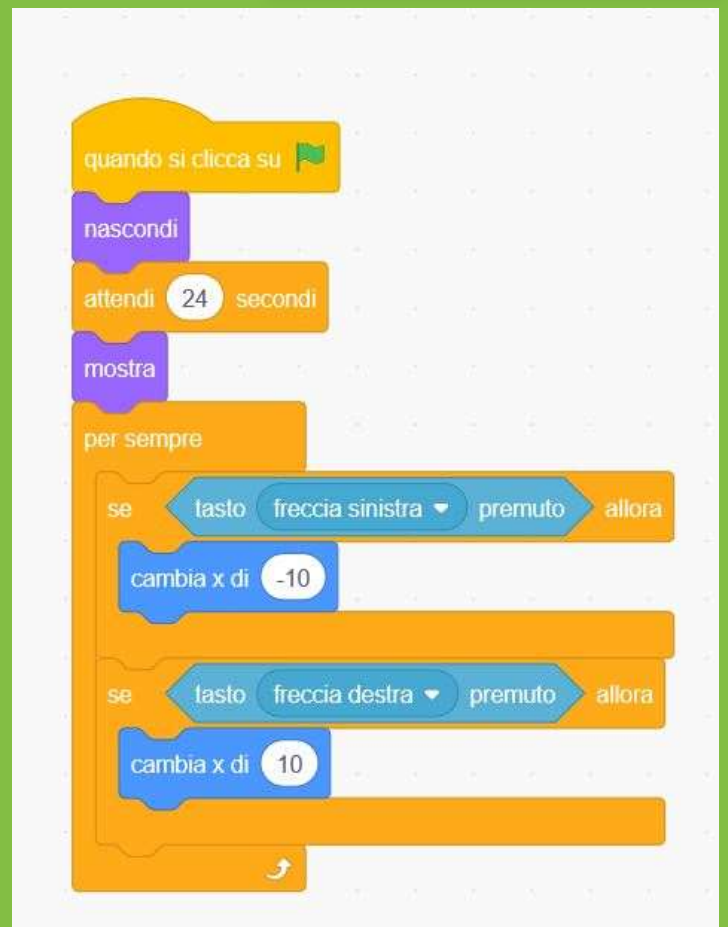 quando si clicca su
nascondi
attendi 24 secondi
mostra
per sempre
se tasto freccia sinistra premuto allora
cambia x di -10
se tasto freccia destra premuto allora
cambia x di 10